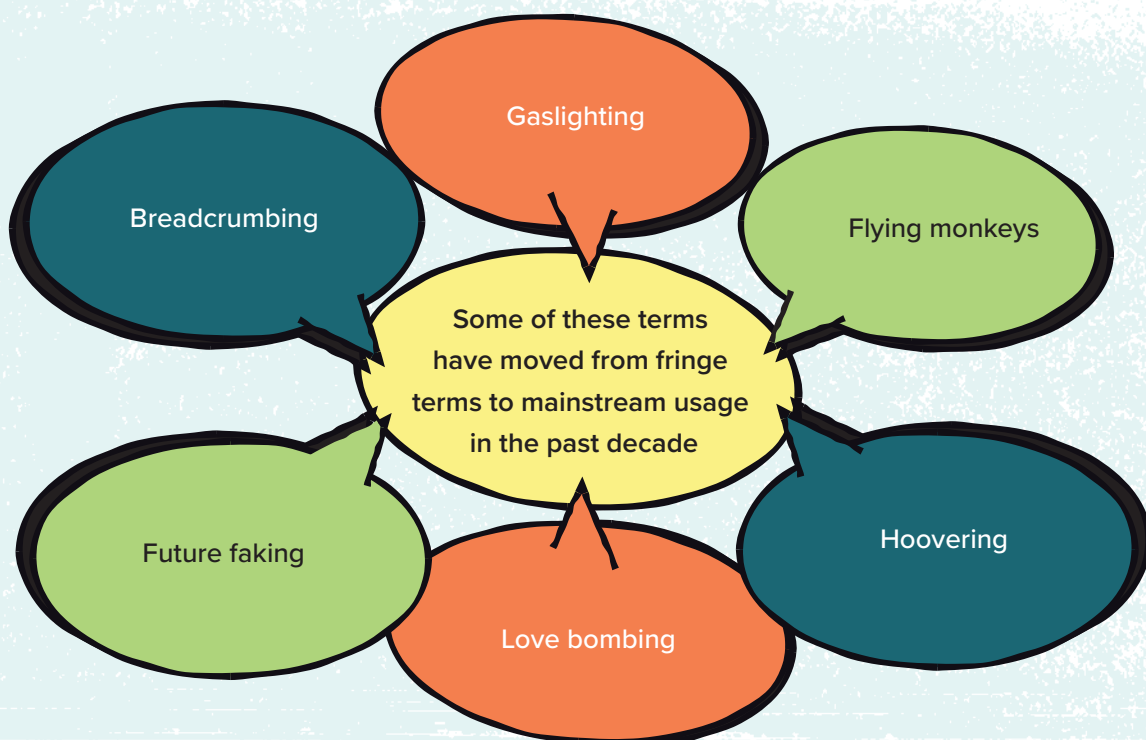 Gaslighting
Breadcrumbing
Flying monkeys
Some of these terms
have moved from fringe
terms to mainstream usage
in the past decade
Future faking
Hoovering
Love bombing